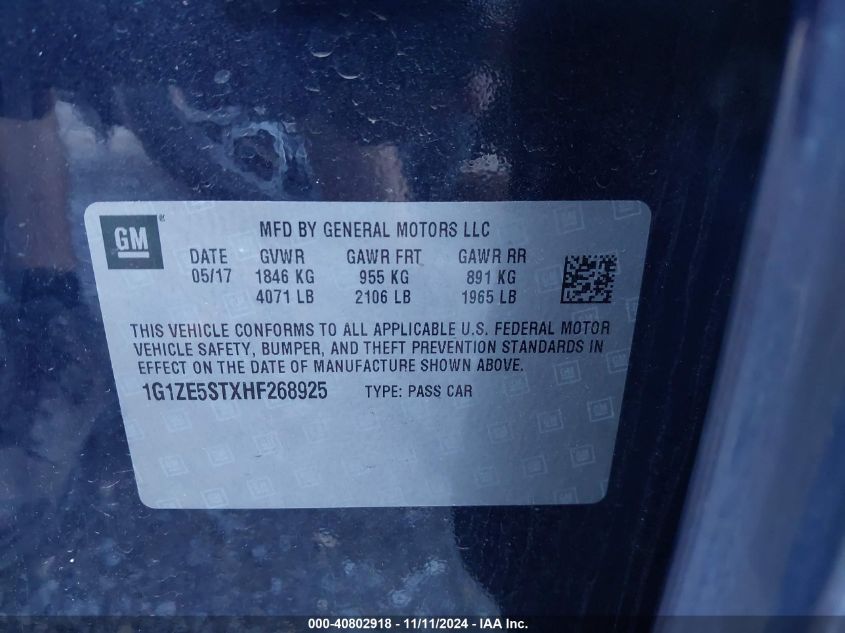 GM ®
MFD BY GENERAL MOTORS LLC
DATE GVWR GAWR FRT GAWR RR
05/17 1846 KG 955 KG 891 KG
4071 LB 2106 LB 1965 LB
THIS VEHICLE CONFORMS TO ALL APPLICABLE U.S. FEDERAL MOTOR
VEHICLE SAFETY, BUMPER, AND THEFT PREVENTION STANDARDS IN
EFFECT ON THE DATE OF MANUFACTURE SHOWN ABOVE.
1G1ZE5STXHF268925 TYPE: PASS CAR
000-40802918 - 11/11/2024 - IAA Inc.